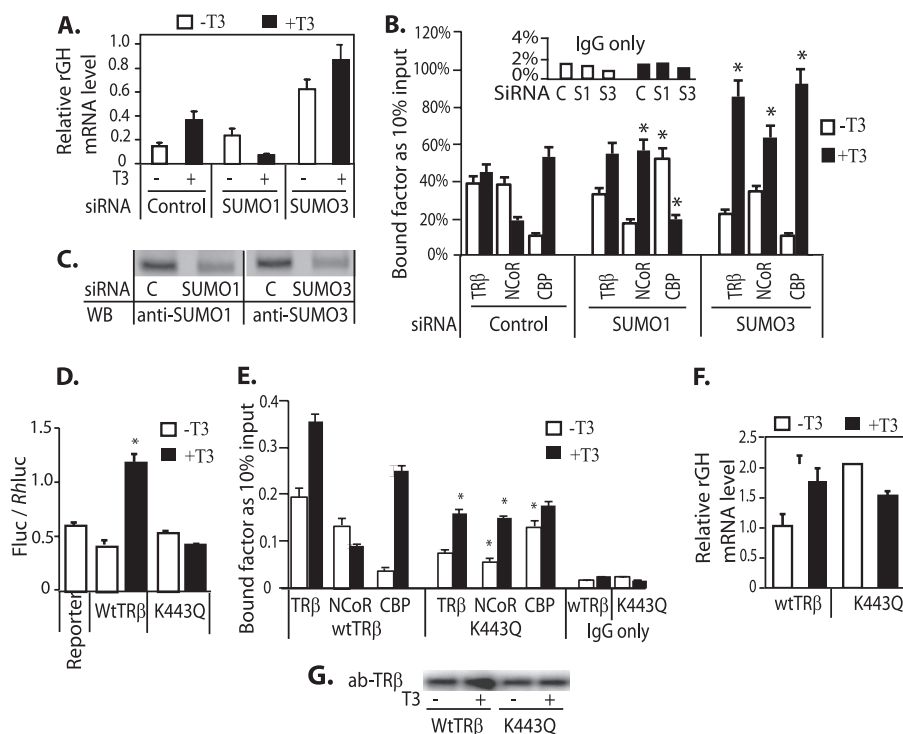 A.
-T3 +T3
Relative rGH
mRNA level
1.0
0.8
0.6
0.4
0.2
0
- + - + - +
T3
siRNA Control SUMO1 SUMO3
B.
Bound factor as 10% input
120%
100%
80%
60%
40%
20%
0%
4%
2%
0%
IgG only
SiRNA C S1 S3 C S1 S3
-T3
+T3
* * * * * * *
TRβ NCoR CBP TRβ NCoR CBP TRβ NCoR CBP
siRNA Control SUMO1 SUMO3
C.
siRNA C SUMO1 C SUMO3
WB anti-SUMO1 anti-SUMO3
D.
-T3
+T3
Fluc / Rhluc
1.5
1.0
0.5
0
*
Reporter WtTRβ K443Q
E.
Bound factor as 10% input
0.4
0.3
0.2
0.1
0
-T3
+T3
* * * *
TRβ NCoR CBP TRβ NCoR CBP wTRβ K443Q
wtTRβ K443Q IgG only
F.
-T3 +T3
Relative rGH
mRNA level
2.5
2.0
1.5
1.0
0.5
0
wtTRβ K443Q
G.
ab-TRβ
T3 - + - +
WtTRβ K443Q